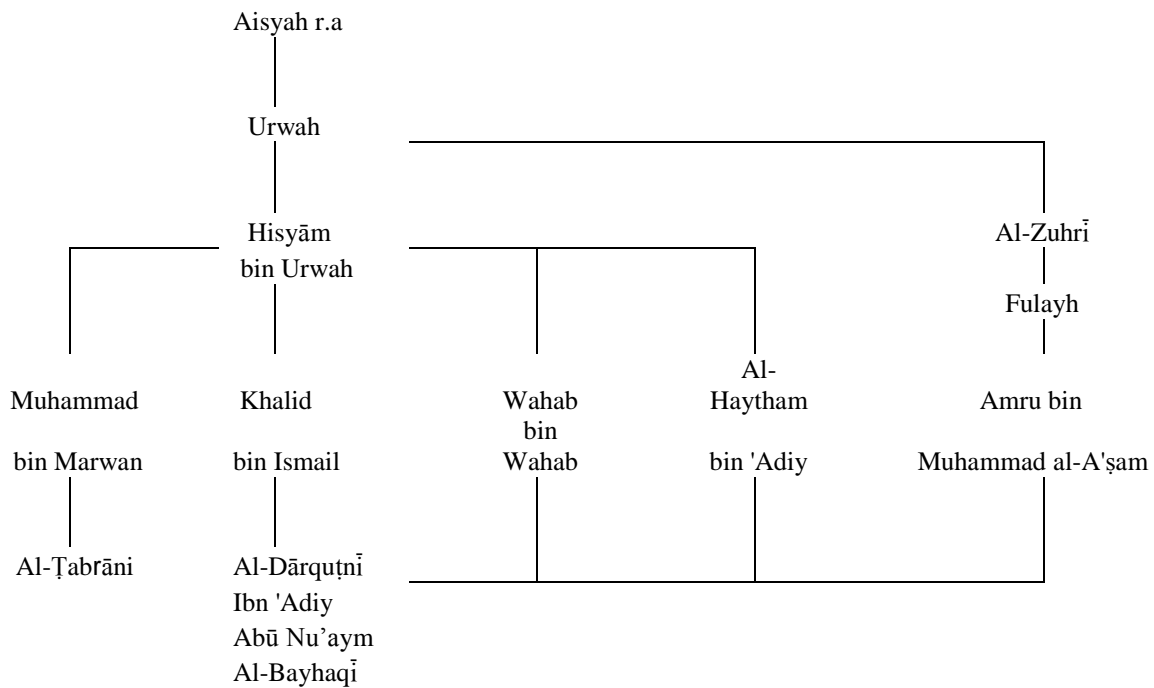 Aisyah r.a
Urwah
Hisyām
bin Urwah
Al-Zuhrī
Fulayh
Muhammad
bin Marwan
Khalid
bin Ismail
Wahab
bin
Wahab
Al-
Haytham
bin 'Adiy
Amru bin
Muhammad al-A'ṣam
Al-Ṭabrāni
Al-Dārquṭnī
Ibn 'Adiy
Abū Nu’aym
Al-Bayhaqī